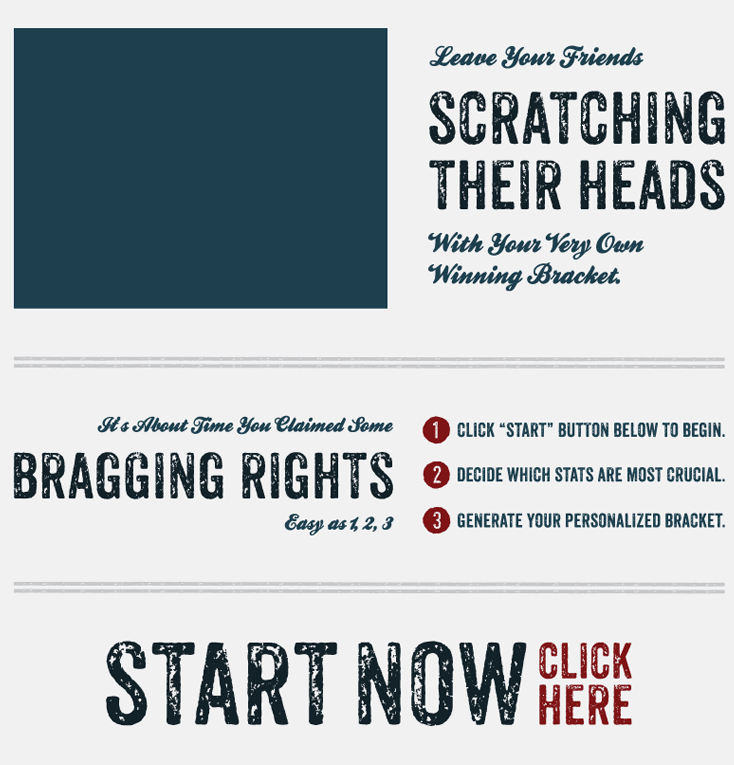 Leave Your Friends
SCRATCHING
THEIR HEADS
With Your Very Own
Winning Bracket.
It's About Time You Claimed Some
BRAGGING RIGHTS
Easy as 1, 2, 3
1 CLICK “START” BUTTON BELOW TO BEGIN.
2 DECIDE WHICH STATS ARE MOST CRUCIAL.
3 GENERATE YOUR PERSONALIZED BRACKET.
START NOW CLICK
HERE